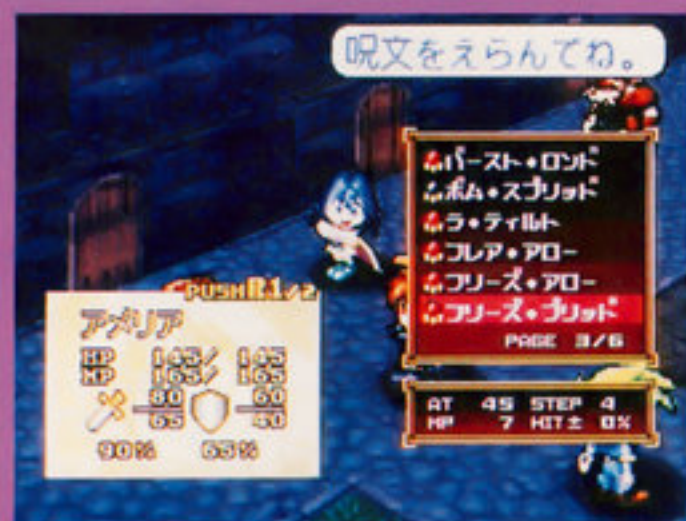 呪文をえらんでね。
バースト・ロンド
ボム・スプリッド
ラ・ティルト
フレア・アロー
フリーズ・アロー
フリーズ・ブリッド
PAGE 3/6
PUSH R1/2
アメリア
HP 145/ 145
MP 165/ 165
80 60
65 40
90% 65%
AT 45 STEP 4
MP 7 HIT± 0%